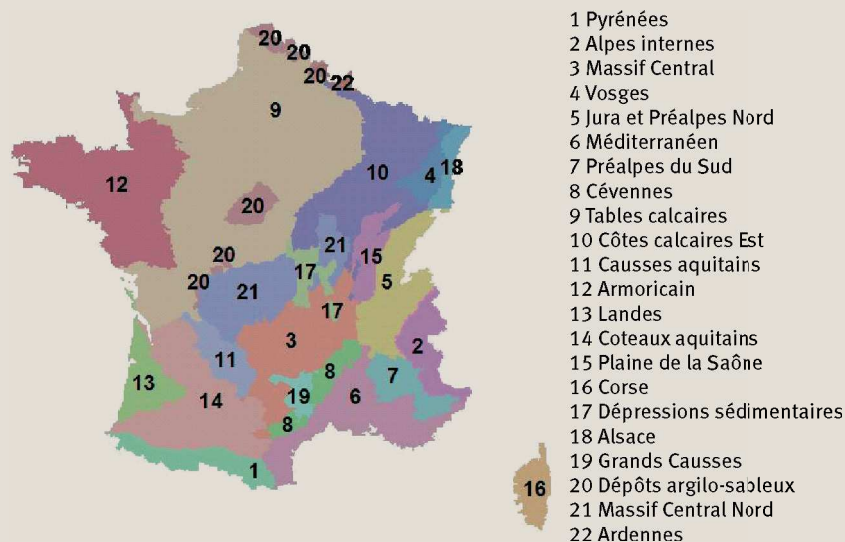 20
20
20 22
9
10
4 18
12
20
21
20
15
17
20
21
5
17
3
2
11
8
7
13
19
6
14
8
1
16
1 Pyrénées
2 Alpes internes
3 Massif Central
4 Vosges
5 Jura et Préalpes Nord
6 Méditerranéen
7 Préalpes du Sud
8 Cévennes
9 Tables calcaires
10 Côtes calcaires Est
11 Causses aquitains
12 Armoricain
13 Landes
14 Coteaux aquitains
15 Plaine de la Saône
16 Corse
17 Dépressions sédimentaires
18 Alsace
19 Grands Causses
20 Dépôts argilo-sableux
21 Massif Central Nord
22 Ardennes